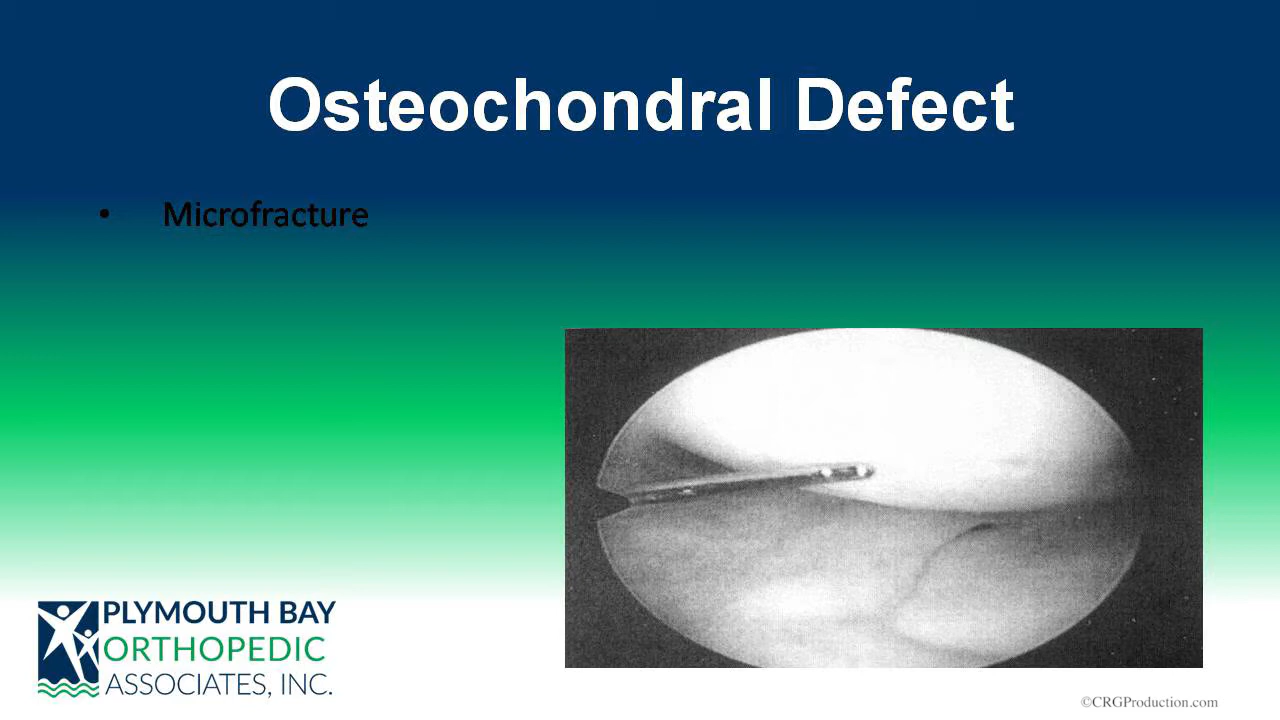 Osteochondral Defect
• Microfracture
PLYMOUTH BAY
ORTHOPEDIC
ASSOCIATES, INC.
©CRGProduction.com